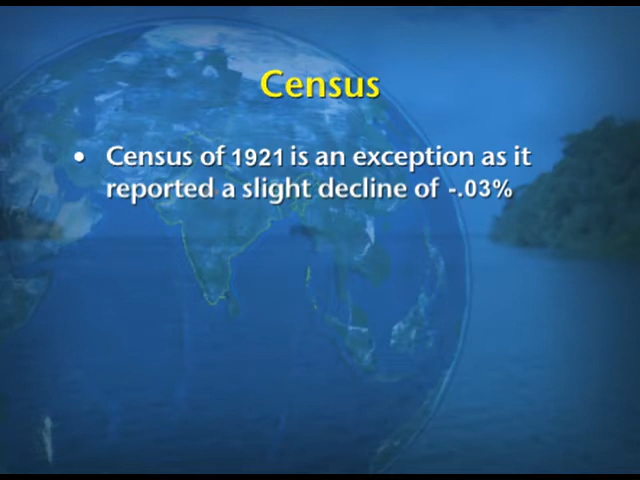 Census
• Census of 1921 is an exception as it
reported a slight decline of -.03%